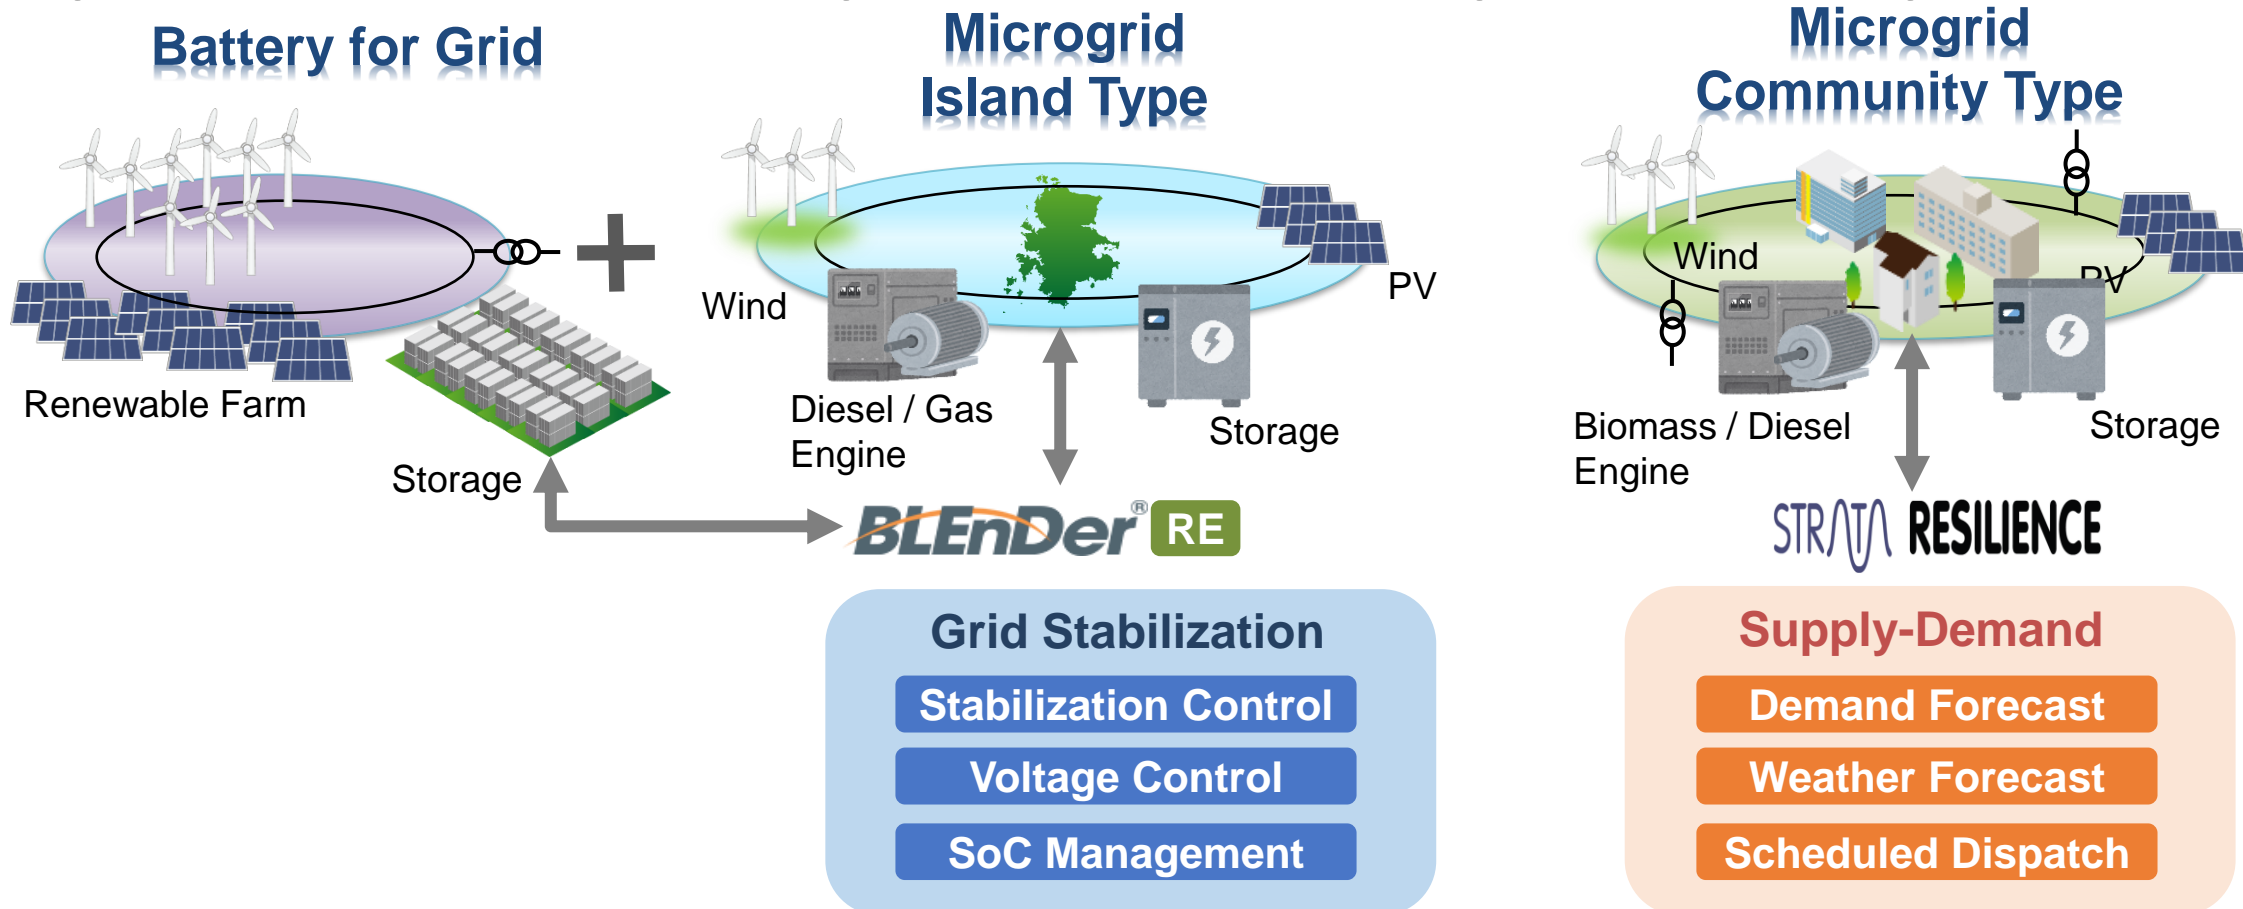 Battery for Grid
Renewable Farm
Storage
Microgrid
Island Type
Wind
PV
Diesel / Gas
Engine
Storage
BLEnDer® RE
Grid Stabilization
Stabilization Control
Voltage Control
SoC Management
Microgrid
Community Type
Wind
PV
Biomass / Diesel
Engine
Storage
STRATA RESILIENCE
Supply-Demand
Demand Forecast
Weather Forecast
Scheduled Dispatch